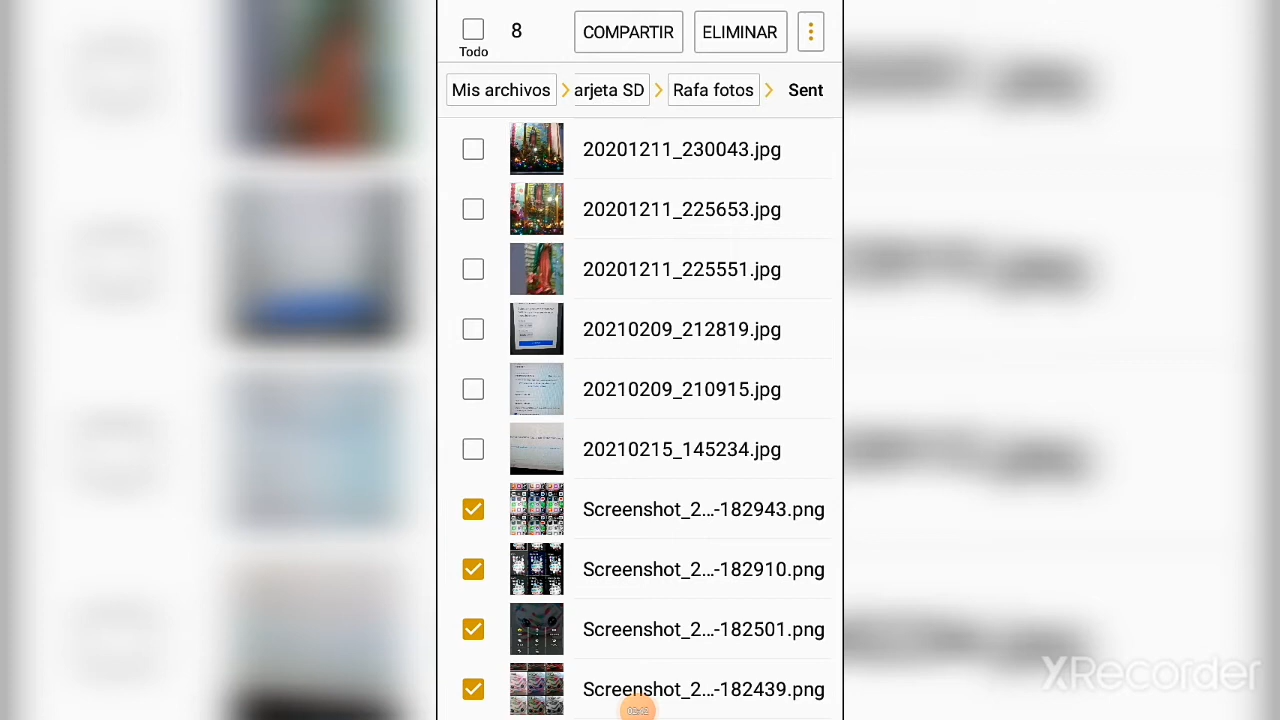 8 COMPARTIR ELIMINAR
Todo
Mis archivos arjeta SD Rafa fotos Sent
20201211_230043.jpg
20201211_225653.jpg
20201211_225551.jpg
20210209_212819.jpg
20210209_210915.jpg
20210215_145234.jpg
Screenshot_2...-182943.png
Screenshot_2...-182910.png
Screenshot_2...-182501.png
Screenshot_2...-182439.png
XRecorder